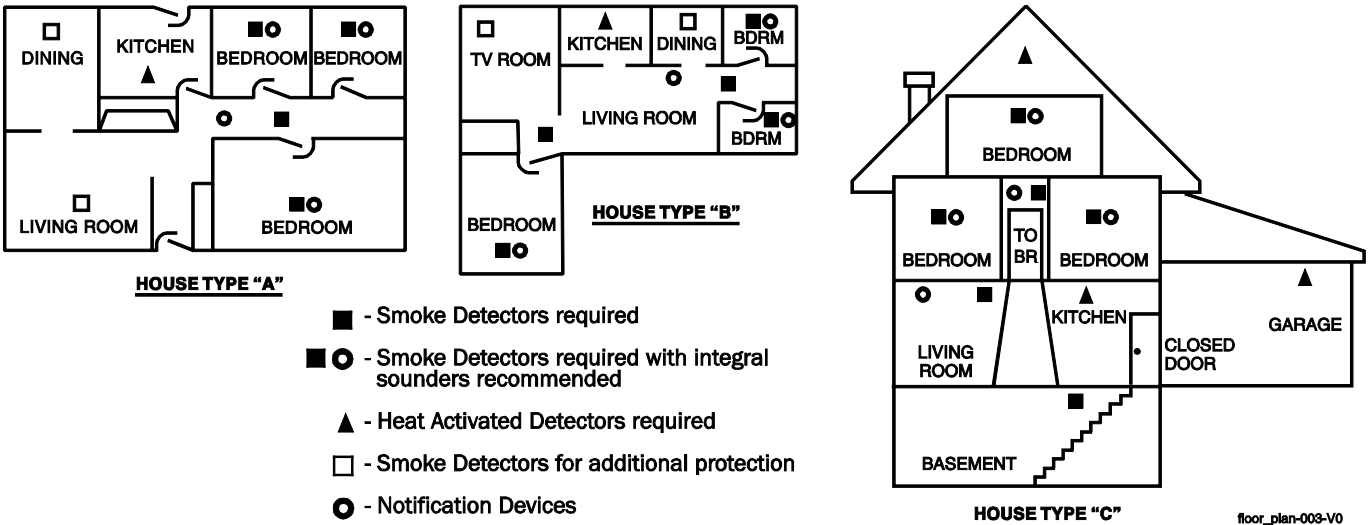 DINING
KITCHEN
BEDROOM
BEDROOM
LIVING ROOM
BEDROOM
HOUSE TYPE “A”
TV ROOM
KITCHEN
DINING
BDRM
LIVING ROOM
BDRM
BEDROOM
HOUSE TYPE “B”
- Smoke Detectors required
- Smoke Detectors required with integral
sounders recommended
- Heat Activated Detectors required
- Smoke Detectors for additional protection
- Notification Devices
BEDROOM
BEDROOM
TO
BR
BEDROOM
LIVING
ROOM
KITCHEN
CLOSED
DOOR
GARAGE
BASEMENT
HOUSE TYPE “C”
floor_plan-003-V0